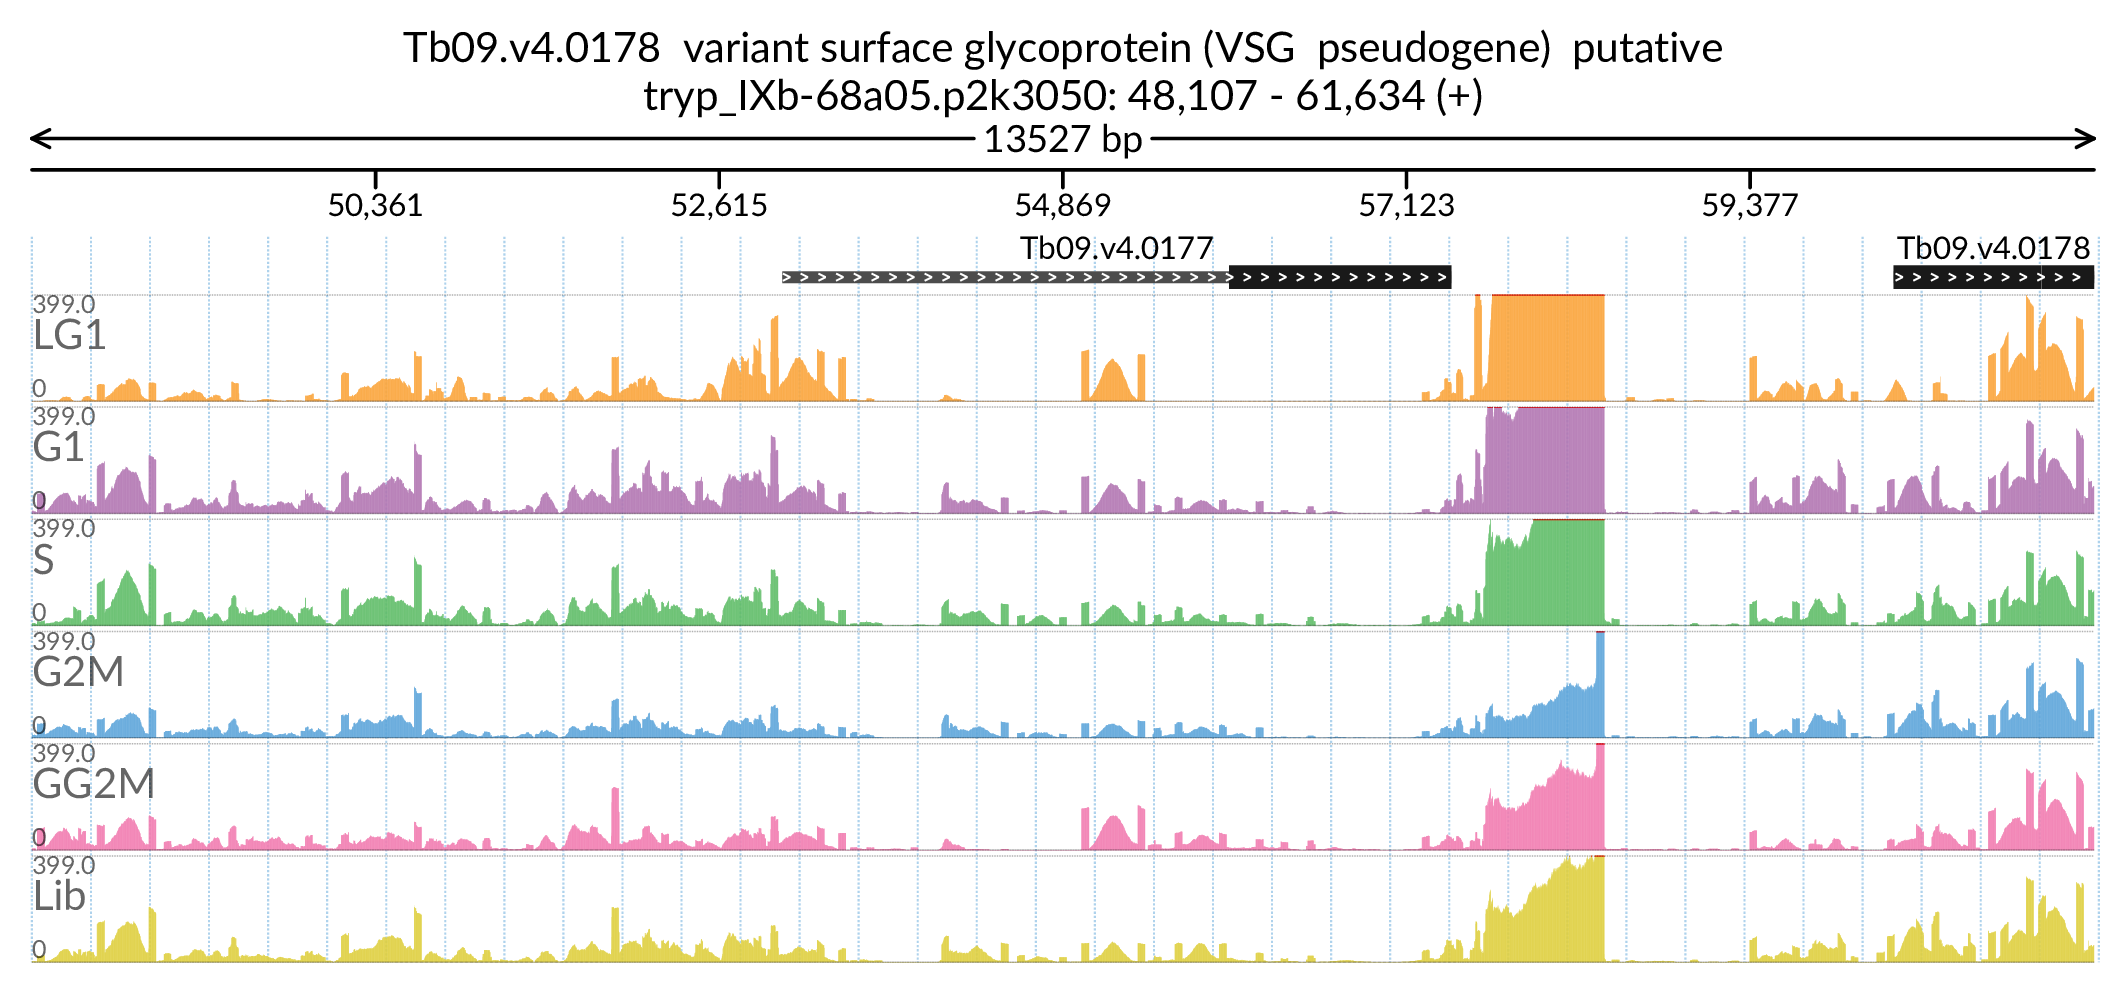 Tb09.v4.0178 variant surface glycoprotein (VSG pseudogene) putative
tryp_IXb-68a05.p2k3050: 48,107 - 61,634 (+)
13527 bp
50,361 52,615 54,869 57,123 59,377
Tb09.v4.0177 Tb09.v4.0178
399.0
LG1
0
399.0
G1
0
399.0
S
0
399.0
G2M
0
399.0
GG2M
0
399.0
Lib
0